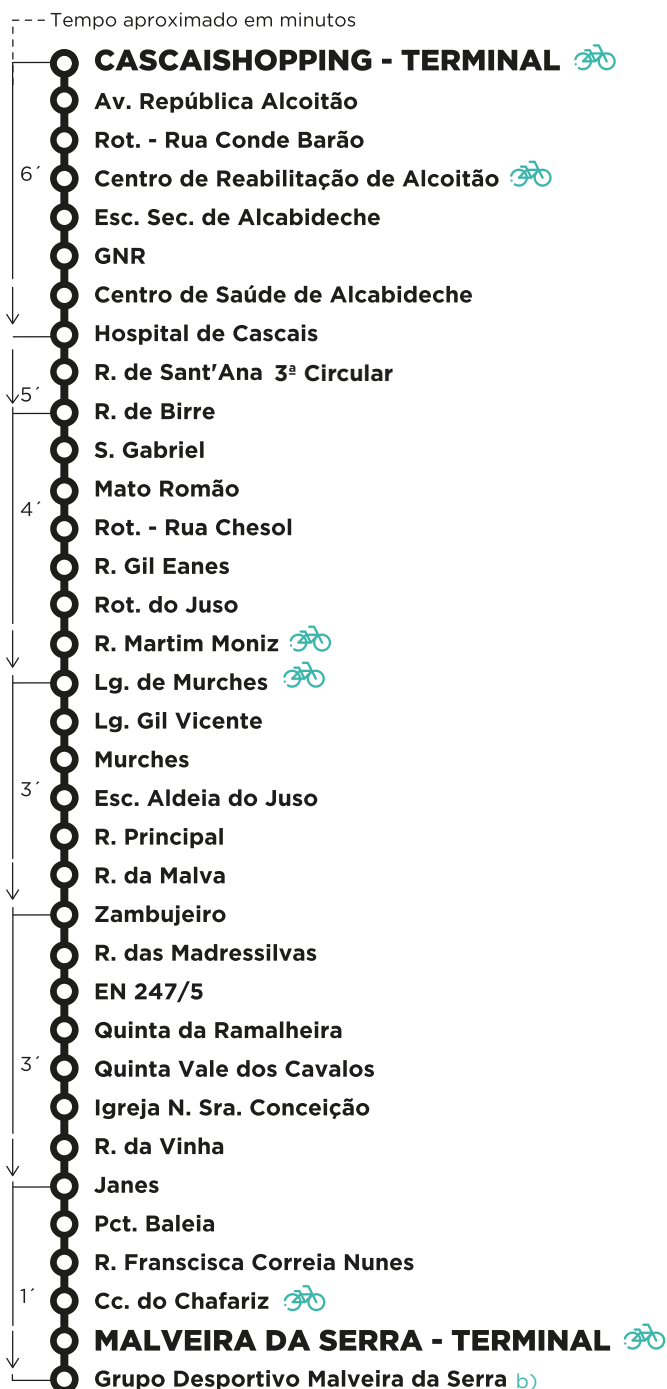 Tempo aproximado em minutos
CASCAISHOPPING - TERMINAL
Av. República Alcoitão
Rot. - Rua Conde Barão
6´ Centro de Reabilitação de Alcoitão
Esc. Sec. de Alcabideche
GNR
Centro de Saúde de Alcabideche
Hospital de Cascais
R. de Sant'Ana 3ª Circular
5´
R. de Birre
S. Gabriel
Mato Romão
4´
Rot. - Rua Chesol
R. Gil Eanes
Rot. do Juso
R. Martim Moniz
Lg. de Murches
Lg. Gil Vicente
Murches
3´ Esc. Aldeia do Juso
R. Principal
R. da Malva
Zambujeiro
R. das Madressilvas
EN 247/5
Quinta da Ramalheira
3´ Quinta Vale dos Cavalos
Igreja N. Sra. Conceição
R. da Vinha
Janes
Pct. Baleia
R. Franscisca Correia Nunes
1´ Cc. do Chafariz
MALVEIRA DA SERRA - TERMINAL
Grupo Desportivo Malveira da Serra b)